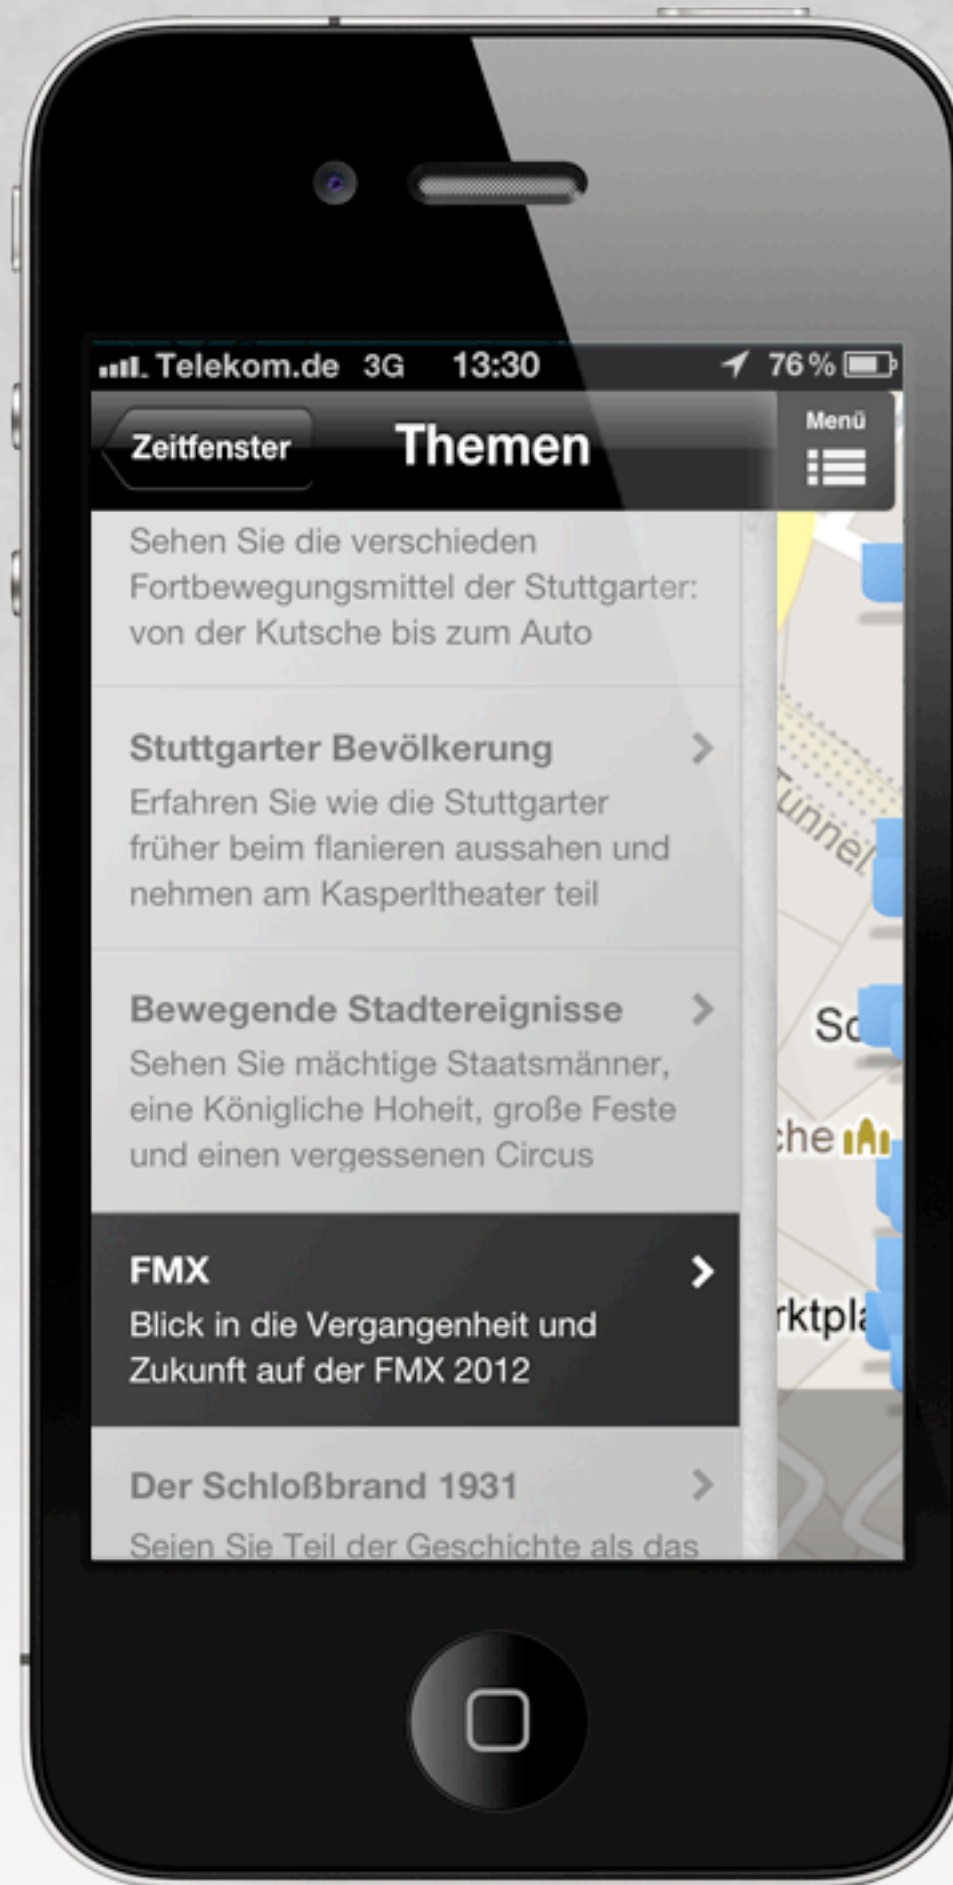 Telekom.de 3G 13:30 76 %
Zeitfenster Themen Menü
Sehen Sie die verschieden
Fortbewegungsmittel der Stuttgarter:
von der Kutsche bis zum Auto
Stuttgarter Bevölkerung
Erfahren Sie wie die Stuttgarter
früher beim flanieren aussahen und
nehmen am Kasperltheater teil
Bewegende Stadtereignisse
Sehen Sie mächtige Staatsmänner,
eine Königliche Hoheit, große Feste
und einen vergessenen Circus
FMX
Blick in die Vergangenheit und
Zukunft auf der FMX 2012
Der Schloßbrand 1931
Seien Sie Teil der Geschichte als das
Tunnel